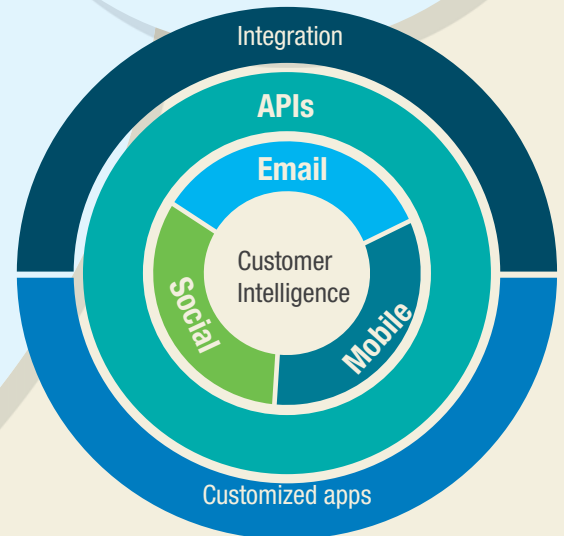 Integration
APIs
Email
Customer
Intelligence
Social
Mobile
Customized apps